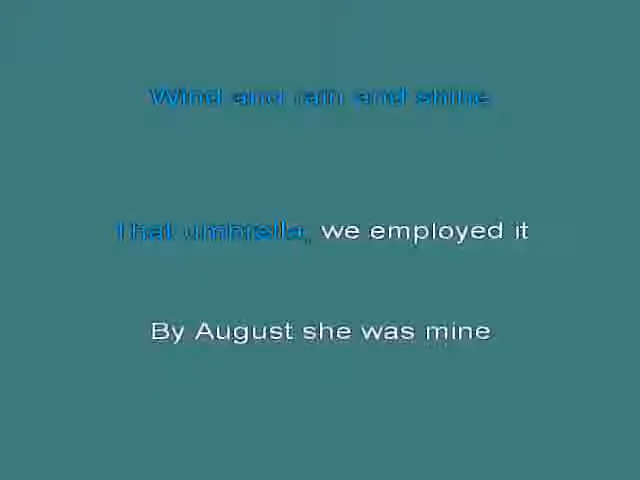 Wind and rain and shine
That umbrella, we employed it
By August she was mine